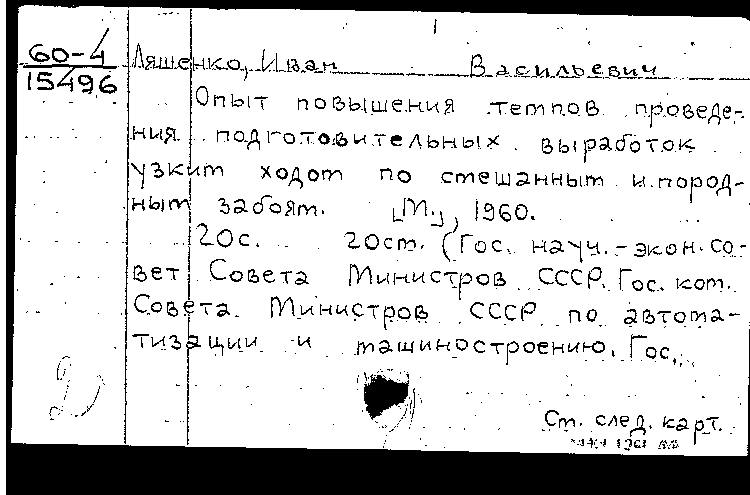 60-4
15496
Ляшенко, Иван Васильевич
Опыт повышения темпов проведе-
ния подготовительных выработок
узким ходом по смешанным и пород-
ным забоям. [М.], 1960.
20с. 20см. (Гос. науч.-экон. со-
вет Совета Министров СССР. Гос. ком.
Совета Министров СССР по автома-
тизации и машиностроению. Гос.
См. след. карт.
2